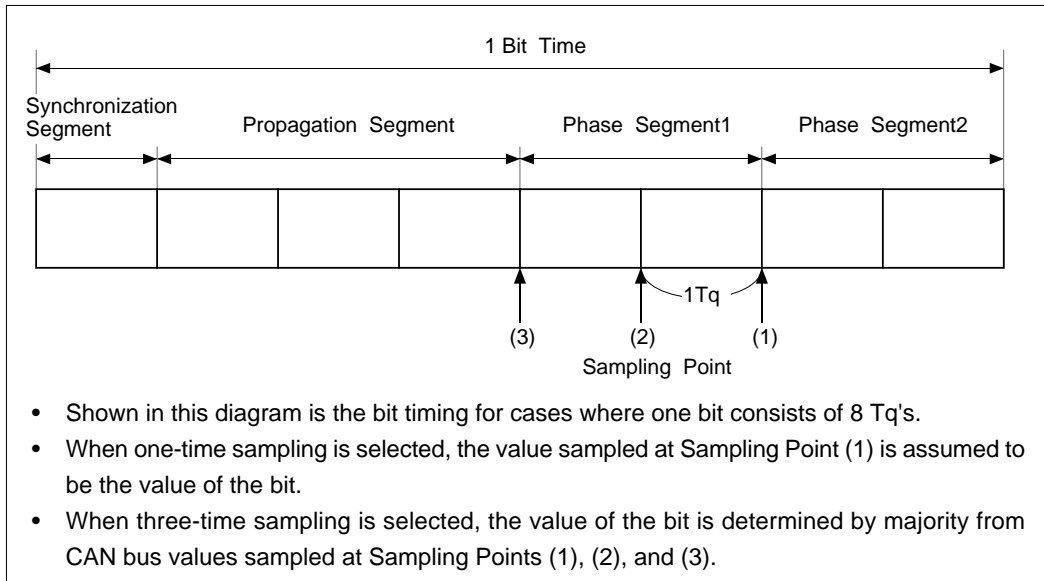 1 Bit Time
Synchronization
Segment
Propagation Segment
Phase Segment1
Phase Segment2
1Tq
(3)
(2)
(1)
Sampling Point
• Shown in this diagram is the bit timing for cases where one bit consists of 8 Tq's.
• When one-time sampling is selected, the value sampled at Sampling Point (1) is assumed to
be the value of the bit.
• When three-time sampling is selected, the value of the bit is determined by majority from
CAN bus values sampled at Sampling Points (1), (2), and (3).